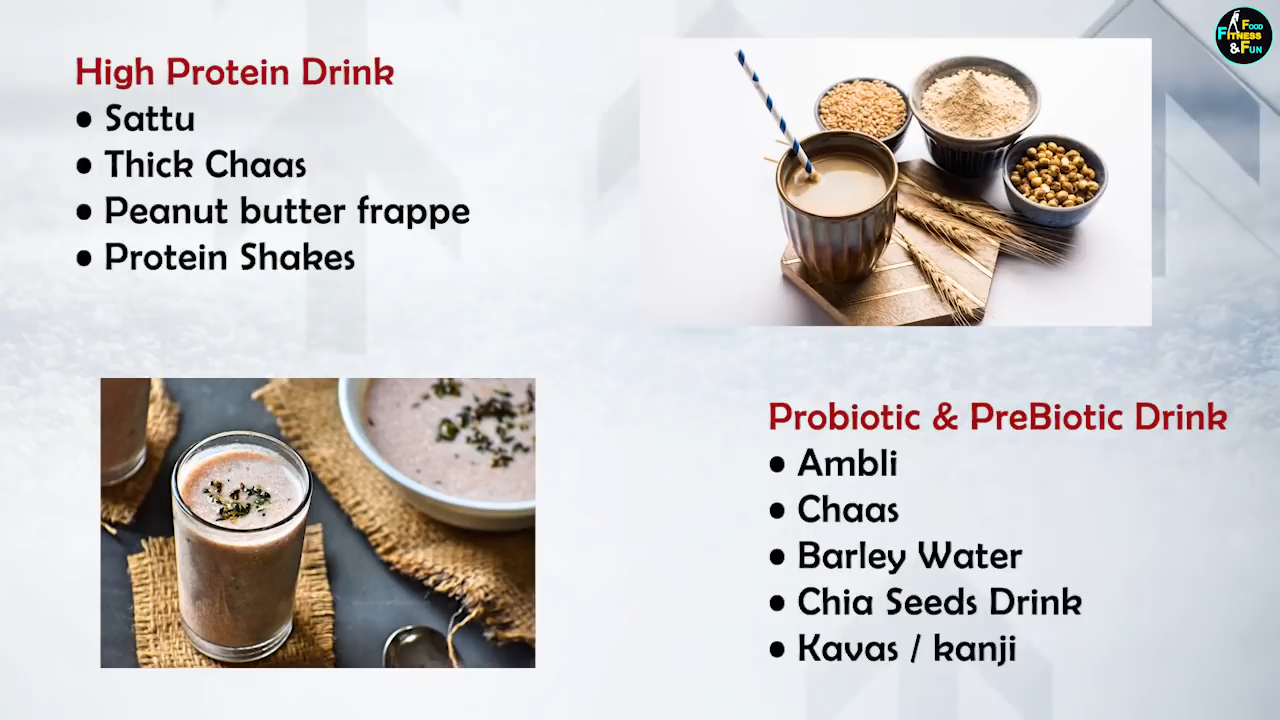 High Protein Drink
• Sattu
• Thick Chaas
• Peanut butter frappe
• Protein Shakes
Food
Fitness
& Fun
Probiotic & PreBiotic Drink
• Ambli
• Chaas
• Barley Water
• Chia Seeds Drink
• Kavas / kanji